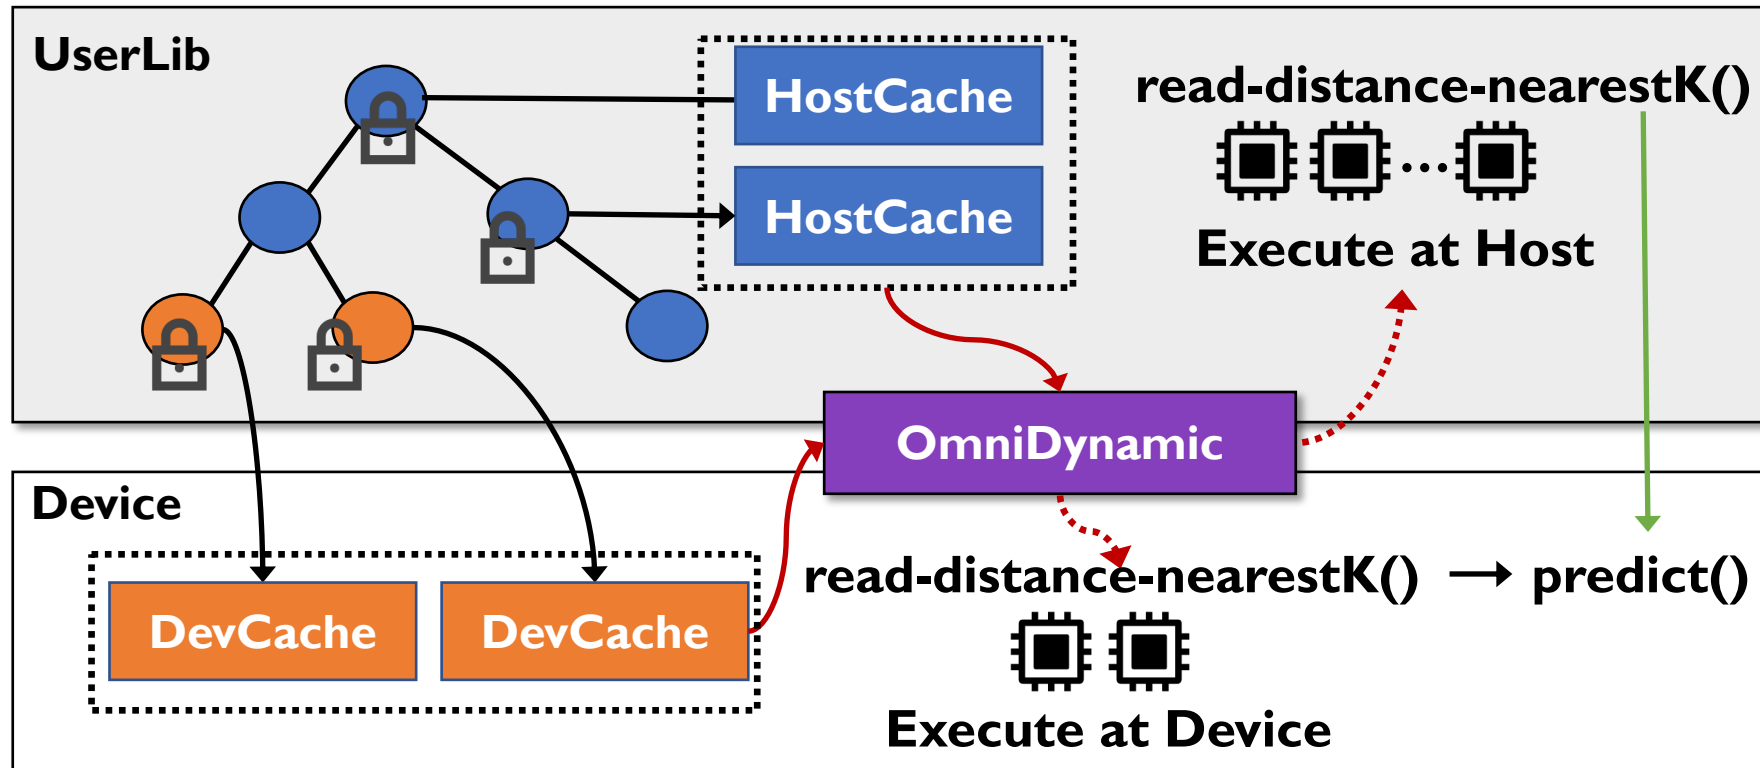 UserLib
HostCache
HostCache
read-distance-nearestK()
...
Execute at Host
OmniDynamic
Device
DevCache
DevCache
read-distance-nearestK()
predict()
Execute at Device